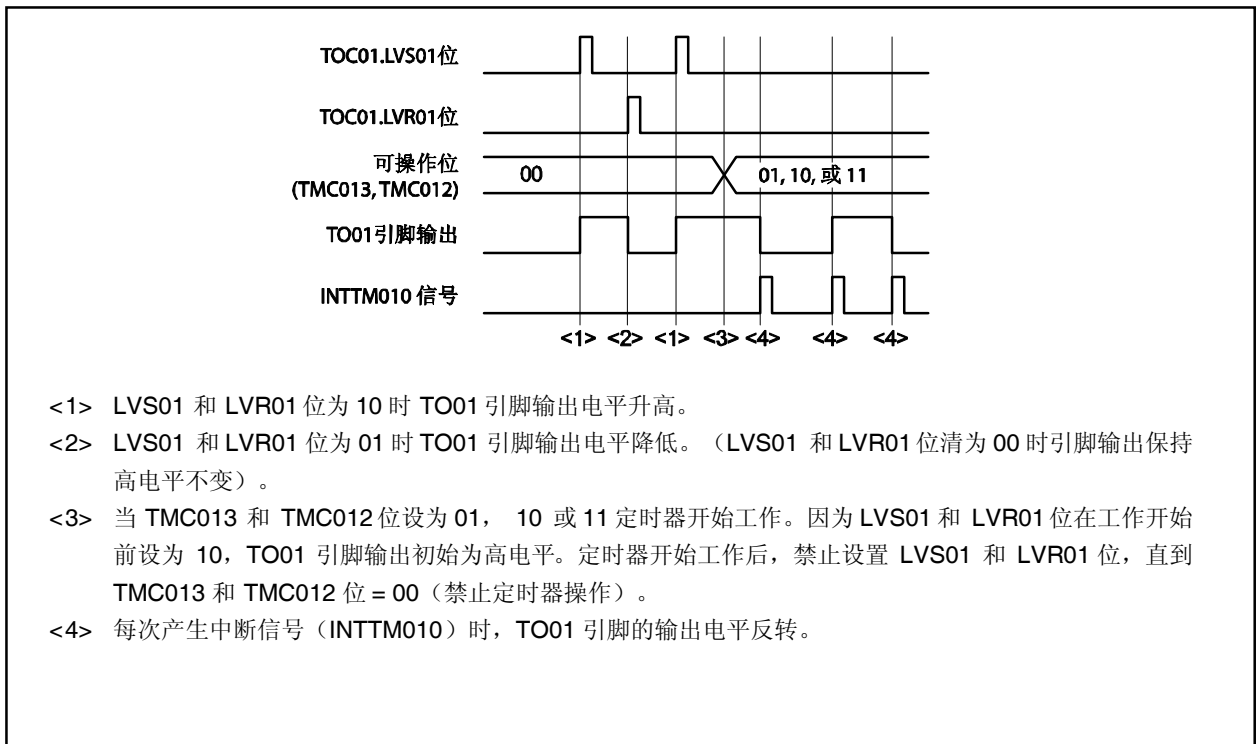 TOC01.LVS01位
TOC01.LVR01位
可操作位
(TMC013, TMC012)
00
01, 10, 或 11
TO01引脚输出
INTTM010 信号
<1> <2> <1> <3> <4> <4> <4>
<1> LVS01 和 LVR01 位为 10 时 TO01 引脚输出电平升高。
<2> LVS01 和 LVR01 位为 01 时 TO01 引脚输出电平降低。（LVS01 和 LVR01 位清为 00 时引脚输出保持
高电平不变）。
<3> 当 TMC013 和 TMC012 位设为 01， 10 或 11 定时器开始工作。因为 LVS01 和 LVR01 位在工作开始
前设为 10，TO01 引脚输出初始为高电平。定时器开始工作后，禁止设置 LVS01 和 LVR01 位，直到
TMC013 和 TMC012 位 = 00（禁止定时器操作）。
<4> 每次产生中断信号（INTTM010）时，TO01 引脚的输出电平反转。